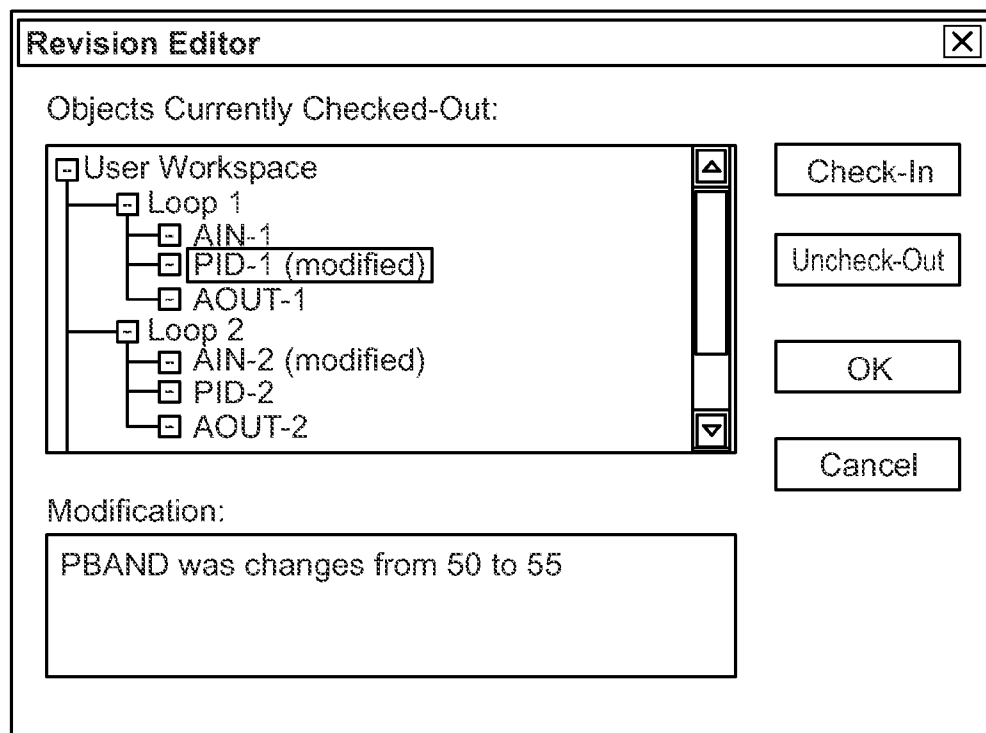 Revision Editor
Objects Currently Checked-Out:
User Workspace
Loop 1
AIN-1
PID-1 (modified)
AOUT-1
Loop 2
AIN-2 (modified)
PID-2
AOUT-2
Check-In
Uncheck-Out
OK
Cancel
Modification:
PBAND was changes from 50 to 55